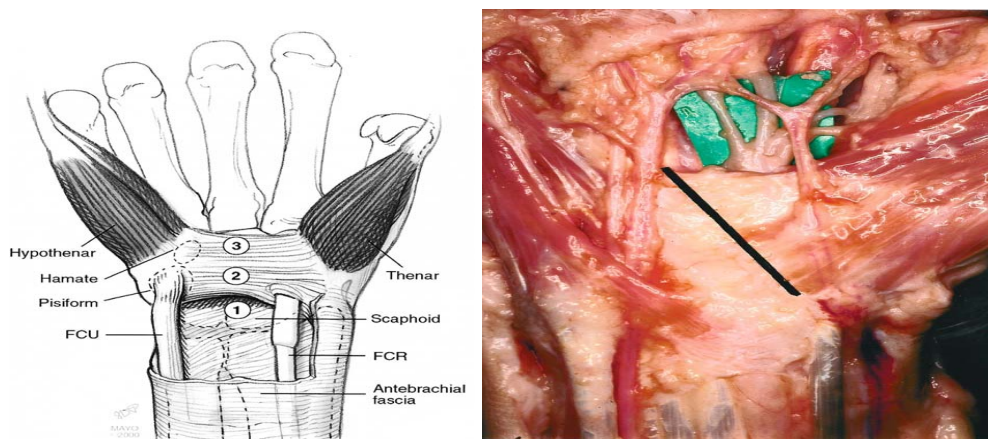 3
Hypothenar
2
Thenar
Hamate
Pisiform
1
Scaphoid
FCU
FCR
Antebrachial
fascia
MAYO
2000